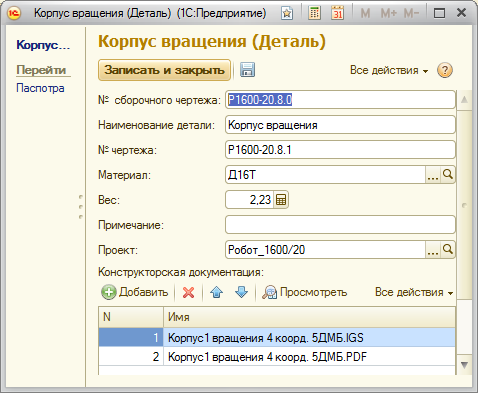 Корпус вращения (Деталь) (1С:Предприятие)
M M+ M-
Корпус...
Перейти
Паспотра
Корпус вращения (Деталь)
Записать и закрыть
Все действия
№ сборочного чертежа: Р1600-20.8.0
Наименование детали: Корпус вращения
№ чертежа: Р1600-20.8.1
Материал: Д16Т
Вес: 2,23
Примечание:
Проект: Робот_1600/20
Конструкторская документация:
Добавить Просмотреть Все действия
N Имя
1 Корпус1 вращения 4 коорд. 5ДМБ.IGS
2 Корпус1 вращения 4 коорд. 5ДМБ.PDF